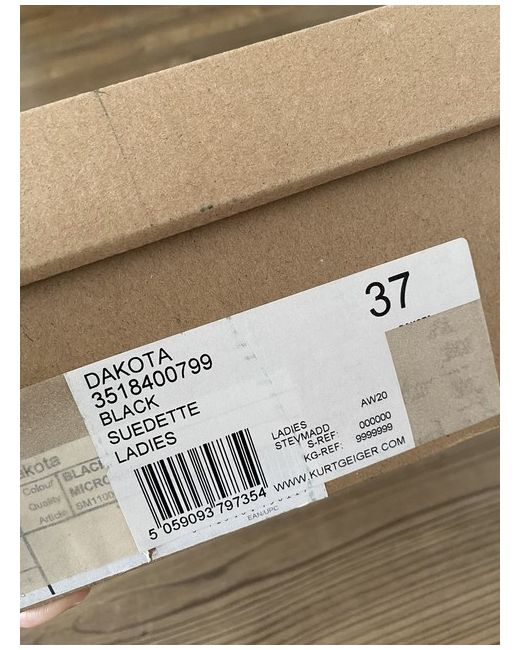 37
DAKOTA
3518400799
BLACK
SUEDETTE
LADIES
LADIES AW20
STEVMADD
S-REF: 000000
KG-REF: 9999999
WWW.KURTGEIGER.COM
5 059093 797354
EAN/UPC
Colour BLACK
Quality MICRO
Article